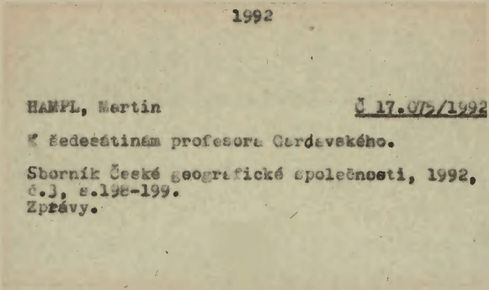 1992
HAMPL, Martin Č 17.075/1992
K šedesátinám profesora Gardavského.
Sborník České geografické společnosti, 1992,
č.3, s.198-199.
Zprávy.